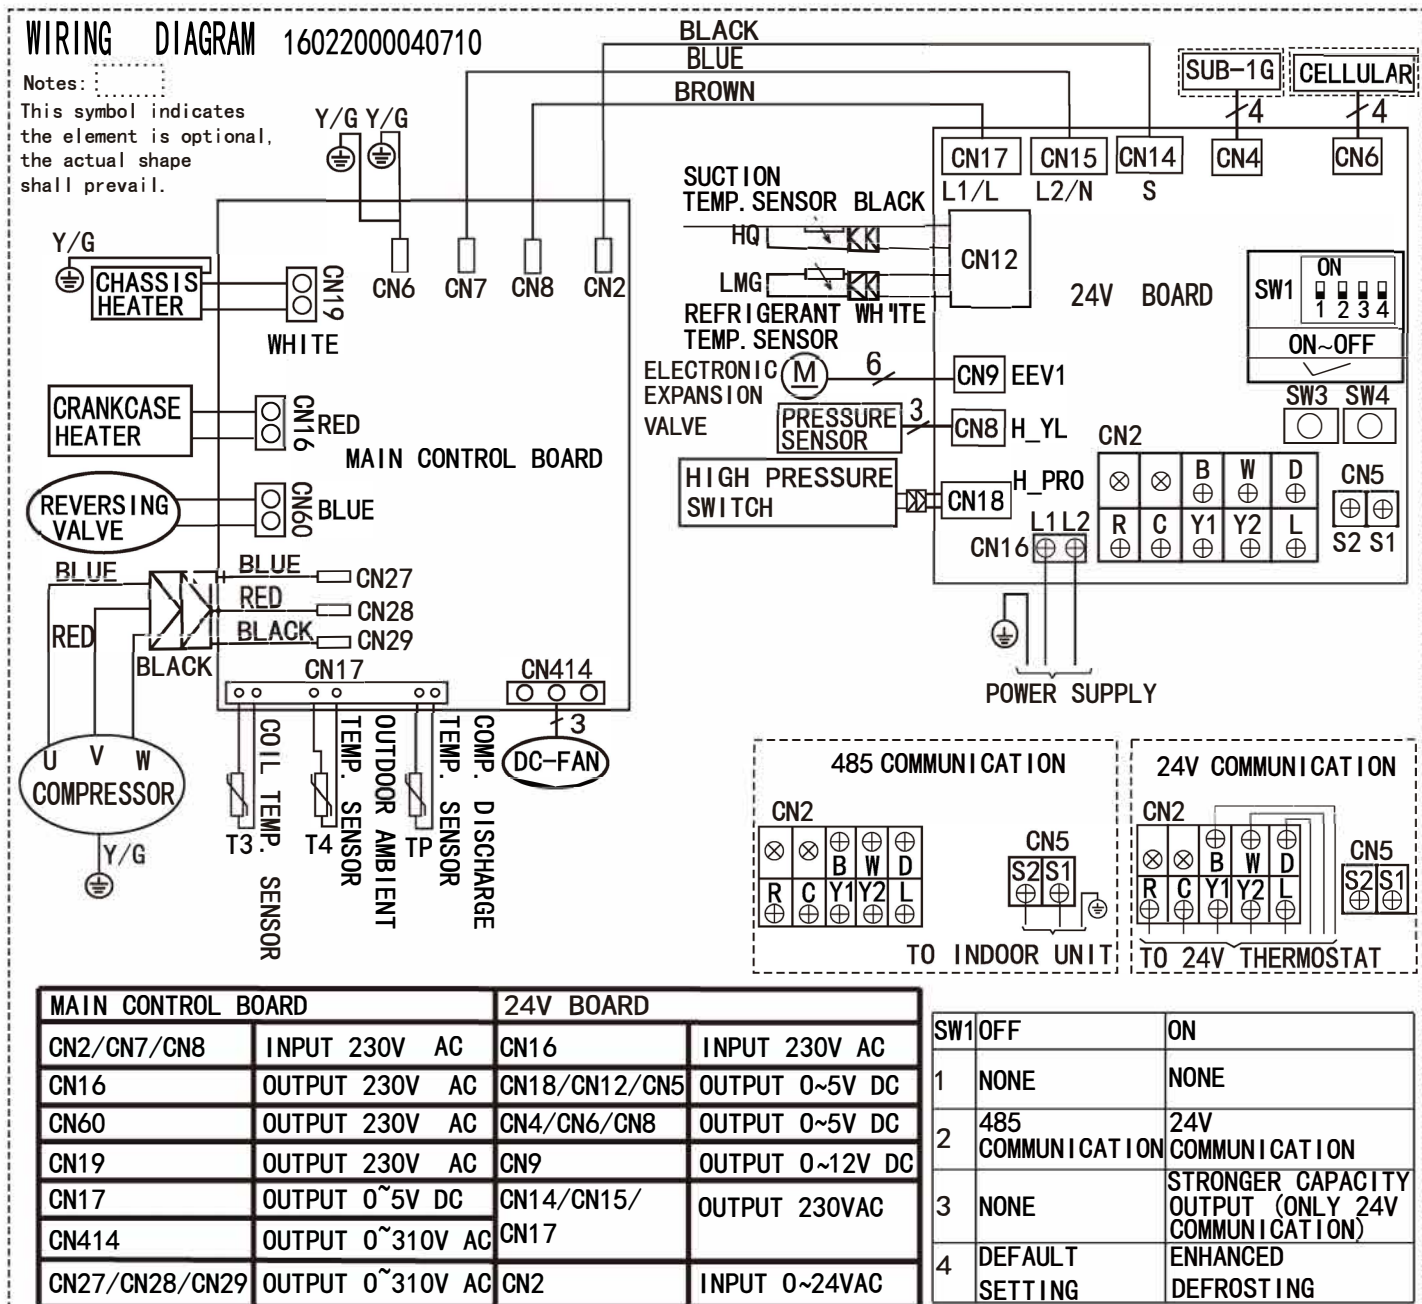 WIRING DIAGRAM 16022000040710
Notes:
This symbol indicates
the element is optional,
the actual shape
shall prevail.
BLACK
BLUE
BROWN
SUB-1G
CELLULAR
4
4
Y/G Y/G
CN17
CN15
CN14
CN4
CN6
L1/L
L2/N
S
SUCTION
TEMP. SENSOR BLACK
HQ
LMG
REFRIGERANT WHITE
TEMP. SENSOR
CN12
24V BOARD
SW1
ON
1 2 3 4
ON~OFF
SW3 SW4
Y/G
CHASSIS
HEATER
CN19
WHITE
CN6
CN7
CN8
CN2
ELECTRONIC
EXPANSION
VALVE
M
6
CN9
EEV1
PRESSURE
SENSOR
3
CN8
H_YL
HIGH PRESSURE
SWITCH
CN18
H_PRO
CN2
B W D
R C Y1 Y2 L
CN5
S2 S1
L1 L2
CN16
POWER SUPPLY
CRANKCASE
HEATER
CN16
RED
MAIN CONTROL BOARD
REVERSING
VALVE
CN60
BLUE
BLUE
RED
BLACK
BLUE
CN27
RED
CN28
BLACK
CN29
CN17
CN414
3
DC-FAN
U V W
COMPRESSOR
Y/G
T3
COIL TEMP. SENSOR
T4
OUTDOOR AMBIENT
TEMP. SENSOR
TP
COMP. DISCHARGE
TEMP. SENSOR
485 COMMUNICATION
CN2
B W D
R C Y1 Y2 L
CN5
S2 S1
TO INDOOR UNIT
24V COMMUNICATION
CN2
B W D
R C Y1 Y2 L
CN5
S2 S1
TO 24V THERMOSTAT
MAIN CONTROL BOARD 24V BOARD
CN2/CN7/CN8 INPUT 230V AC CN16 INPUT 230V AC
CN16 OUTPUT 230V AC CN18/CN12/CN5 OUTPUT 0~5V DC
CN60 OUTPUT 230V AC CN4/CN6/CN8 OUTPUT 0~5V DC
CN19 OUTPUT 230V AC CN9 OUTPUT 0~12V DC
CN17 OUTPUT 0~5V DC CN14/CN15/ OUTPUT 230VAC
CN414 OUTPUT 0~310V AC CN17
CN27/CN28/CN29 OUTPUT 0~310V AC CN2 INPUT 0~24VAC
SW1 OFF ON
1 NONE NONE
2 485 24V
COMMUNICATION COMMUNICATION
3 NONE STRONGER CAPACITY
OUTPUT (ONLY 24V
COMMUNICATION)
4 DEFAULT ENHANCED
SETTING DEFROSTING